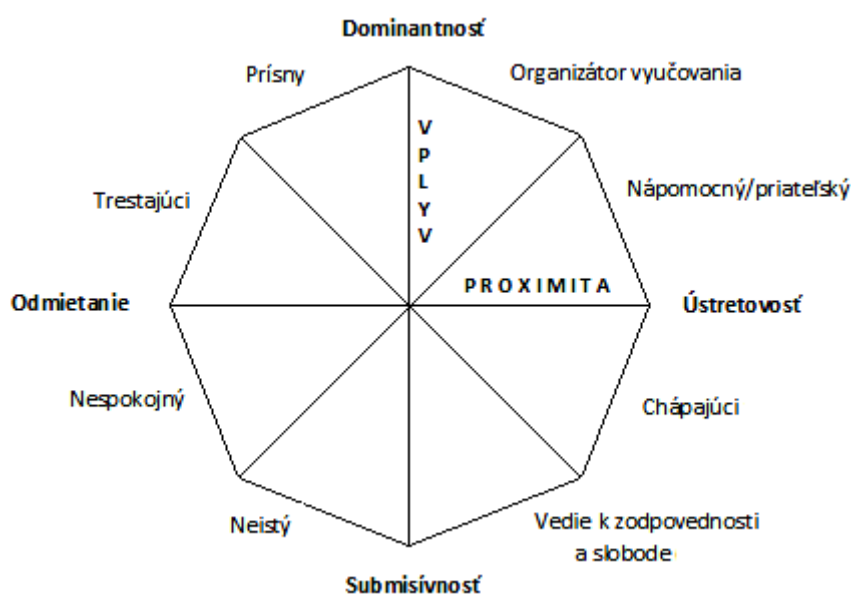 Dominantnosť
Prísny
Organizátor vyučovania
V
P
L
Y
V
Trestajúci
Nápomocný/priateľský
Odmietanie
PROXIMITA
Ústretovosť
Nespokojný
Chápajúci
Neistý
Vedie k zodpovednosti
a slobode
Submisívnosť